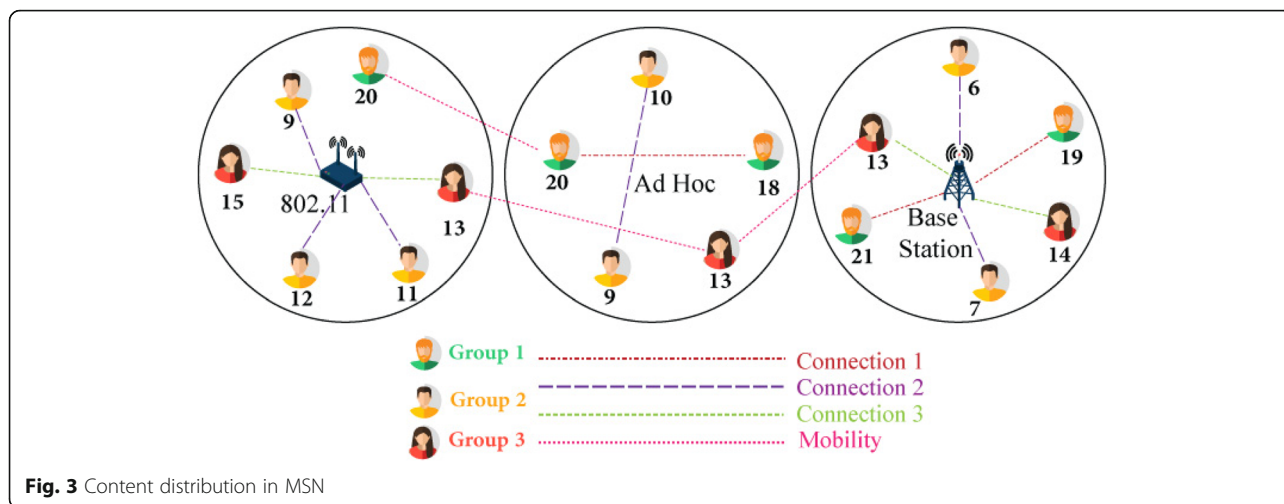 20
9
15
802.11
13
12
11
10
20
Ad Hoc
18
9
13
6
13
19
21
Base
Station
14
7
Group 1
Connection 1
Connection 2
Group 2
Connection 3
Group 3
Mobility
Fig. 3 Content distribution in MSN